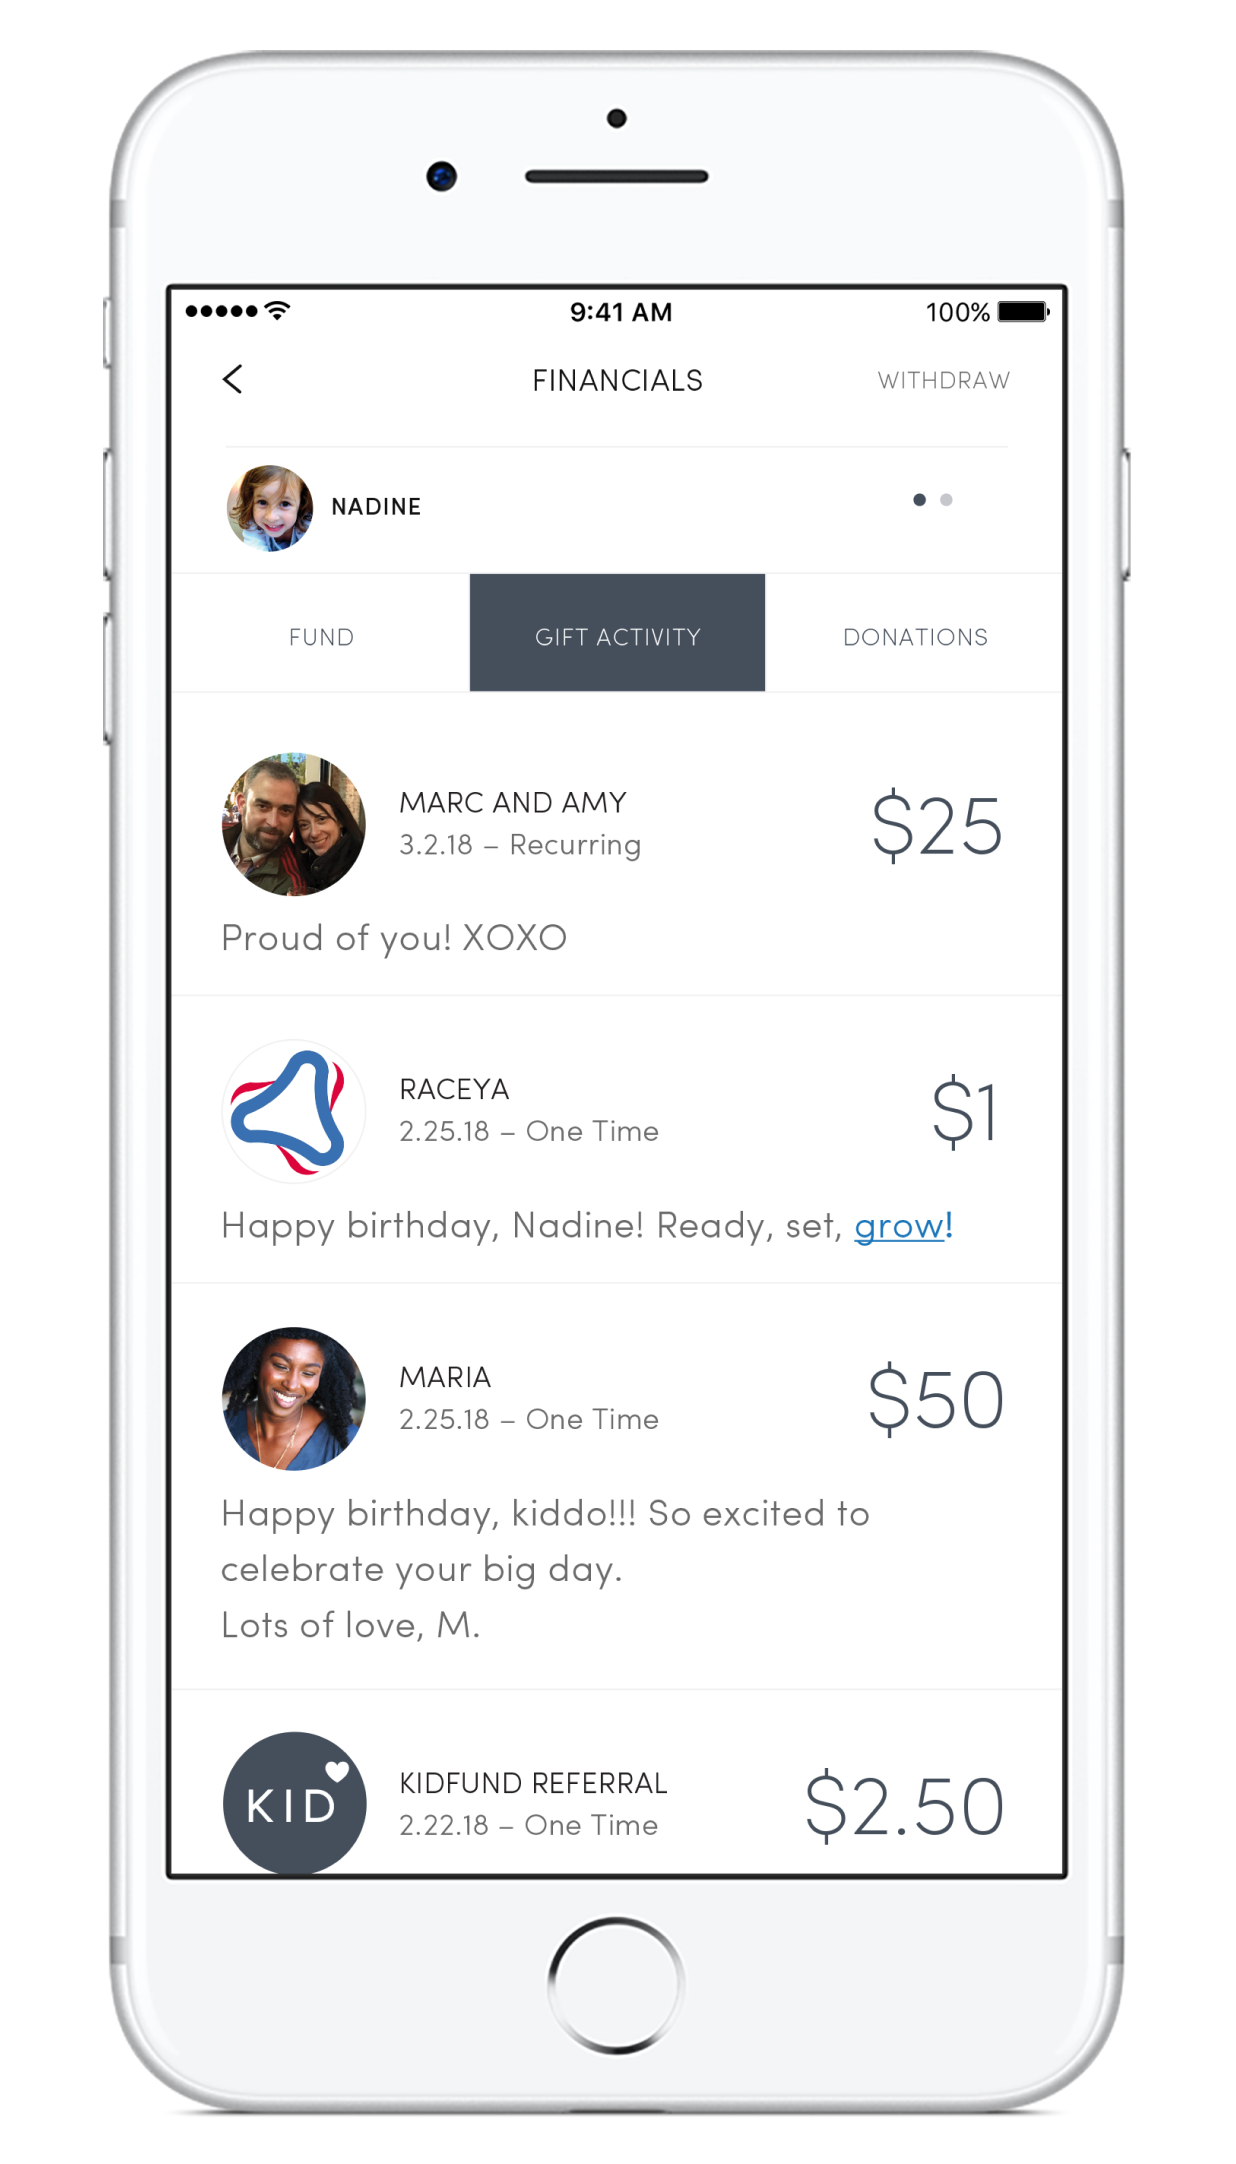 9:41 AM
100%
FINANCIALS
WITHDRAW
NADINE
FUND
GIFT ACTIVITY
DONATIONS
MARC AND AMY
$25
3.2.18 – Recurring
Proud of you! XOXO
RACEYA
$1
2.25.18 – One Time
Happy birthday, Nadine! Ready, set, grow!
MARIA
$50
2.25.18 – One Time
Happy birthday, kiddo!!! So excited to
celebrate your big day.
Lots of love, M.
KID
KIDFUND REFERRAL
$2.50
2.22.18 – One Time